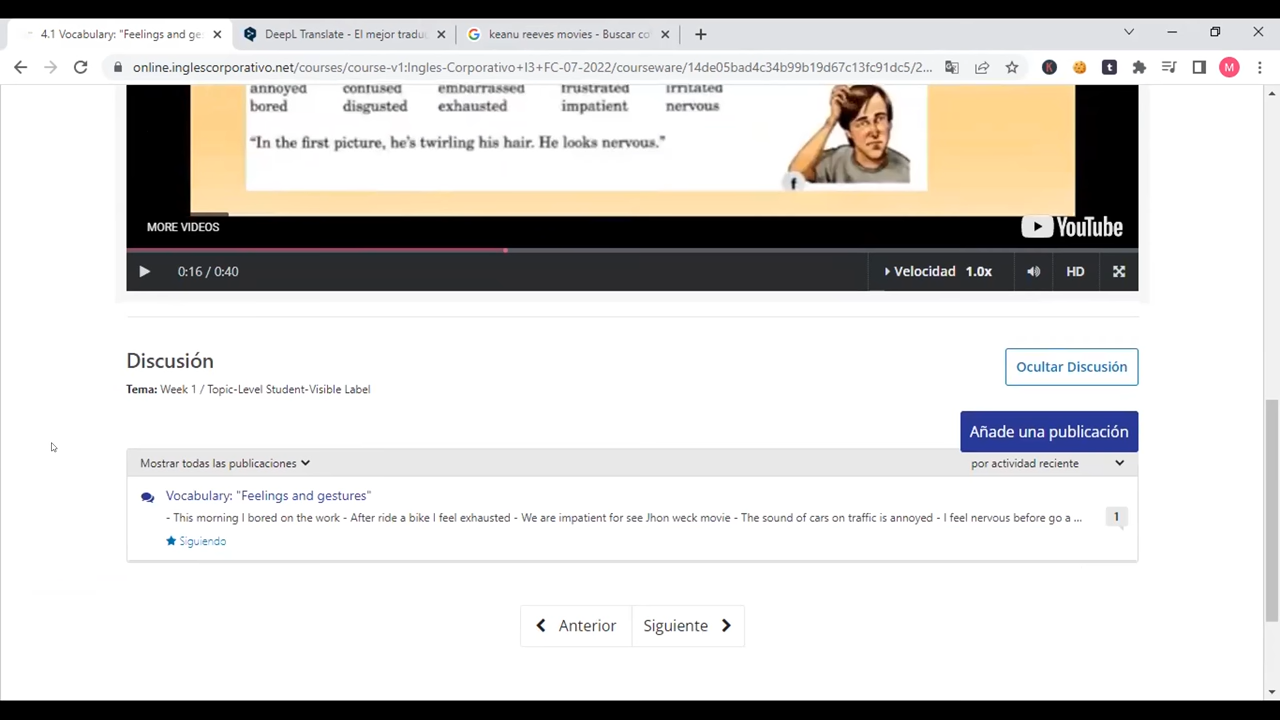 4.1 Vocabulary: "Feelings and ge
DeepL Translate - El mejor tradu
keanu reeves movies - Buscar co
online.inglescorporativo.net/courses/course-v1:Ingles-Corporativo+I3+FC-07-2022/courseware/14de05bad4c34b99b19d67c13fc91dc5/2...
M
annoyed confused embarrassed frustrated irritated
bored disgusted exhausted impatient nervous
"In the first picture, he's twirling his hair. He looks nervous."
f
MORE VIDEOS
YouTube
0:16 / 0:40
Velocidad 1.0x
HD
Discusión
Ocultar Discusión
Tema: Week 1 / Topic-Level Student-Visible Label
Añade una publicación
Mostrar todas las publicaciones
por actividad reciente
Vocabulary: "Feelings and gestures"
- This morning I bored on the work - After ride a bike I feel exhausted - We are impatient for see Jhon weck movie - The sound of cars on traffic is annoyed - I feel nervous before go a ...
1
Siguiendo
Anterior
Siguiente